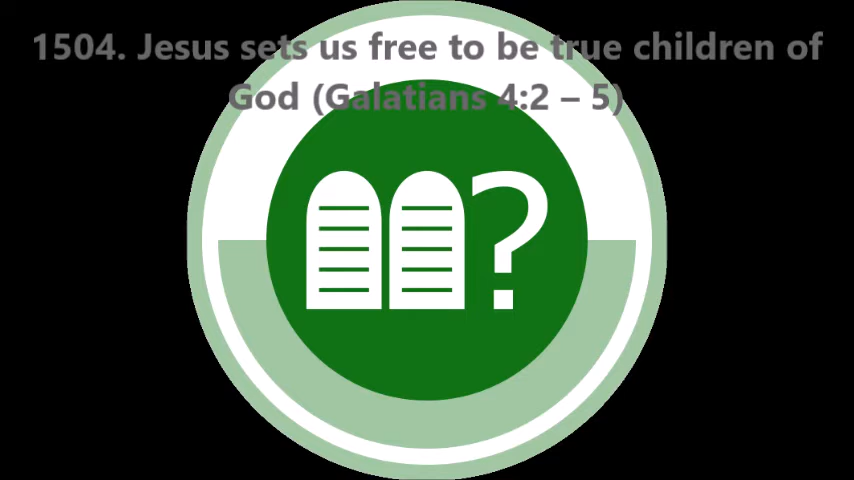 1504. Jesus sets us free to be true children of
God (Galatians 4:2 – 5)
?